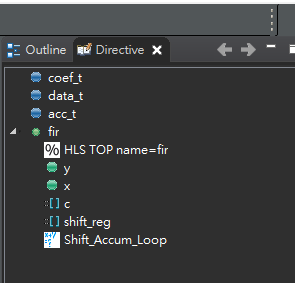 Outline Directive
coef_t
data_t
acc_t
fir
% HLS TOP name=fir
y
x
[] c
[] shift_reg
Shift_Accum_Loop